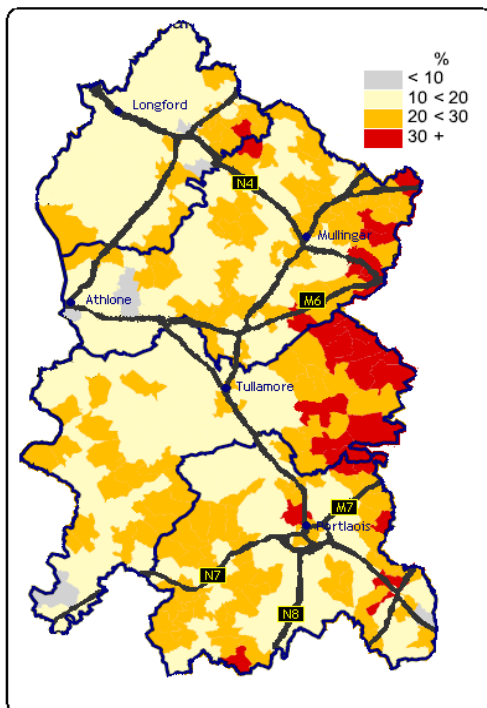 %
< 10
10 < 20
20 < 30
30 +
Longford
N4
Mullingar
M6
Athlone
Tullamore
M7
Portlaois
N7
N8